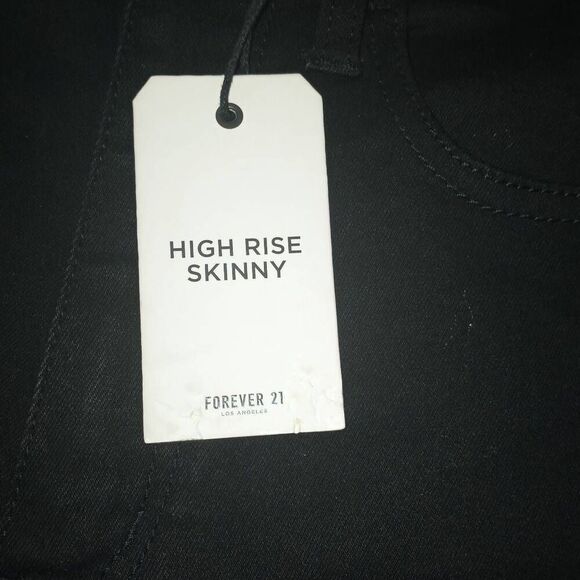 HIGH RISE
SKINNY
FOREVER 21
LOS ANGELES